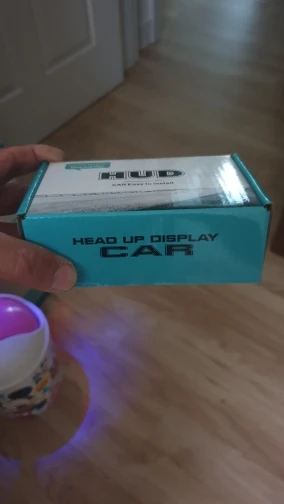 HUD
CAR Easy to Install
HEAD UP DISPLAY
CAR